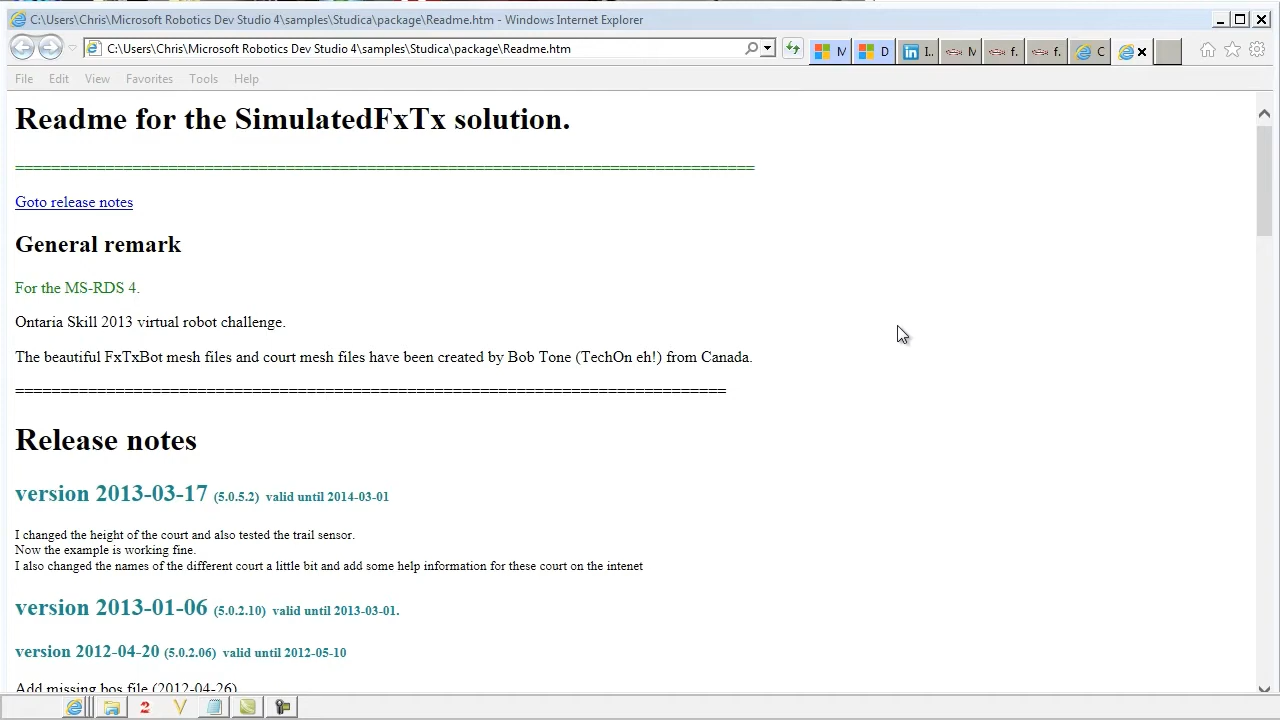 C:\Users\Chris\Microsoft Robotics Dev Studio 4\samples\Studica\package\Readme.htm - Windows Internet Explorer
C:\Users\Chris\Microsoft Robotics Dev Studio 4\samples\Studica\package\Readme.htm
M D I.. M f. f. C
File Edit View Favorites Tools Help
Readme for the SimulatedFxTx solution.
===============================================================================
Goto release notes
General remark
For the MS-RDS 4.
Ontaria Skill 2013 virtual robot challenge.
The beautiful FxTxBot mesh files and court mesh files have been created by Bob Tone (TechOn eh!) from Canada.
============================================================================
Release notes
version 2013-03-17 (5.0.5.2) valid until 2014-03-01
I changed the height of the court and also tested the trail sensor.
Now the example is working fine.
I also changed the names of the different court a little bit and add some help information for these court on the intenet
version 2013-01-06 (5.0.2.10) valid until 2013-03-01.
version 2012-04-20 (5.0.2.06) valid until 2012-05-10
Add missing bos file (2012-04-26)